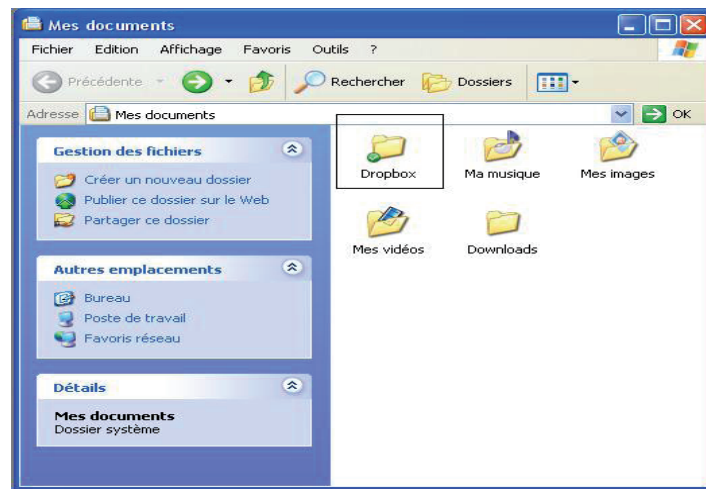 Mes documents
Fichier Edition Affichage Favoris Outils ?
Précédente Rechercher Dossiers
Adresse Mes documents OK
Gestion des fichiers
Créer un nouveau dossier
Publier ce dossier sur le Web
Partager ce dossier
Autres emplacements
Bureau
Poste de travail
Favoris réseau
Détails
Mes documents
Dossier système
Dropbox Ma musique Mes images
Mes vidéos Downloads